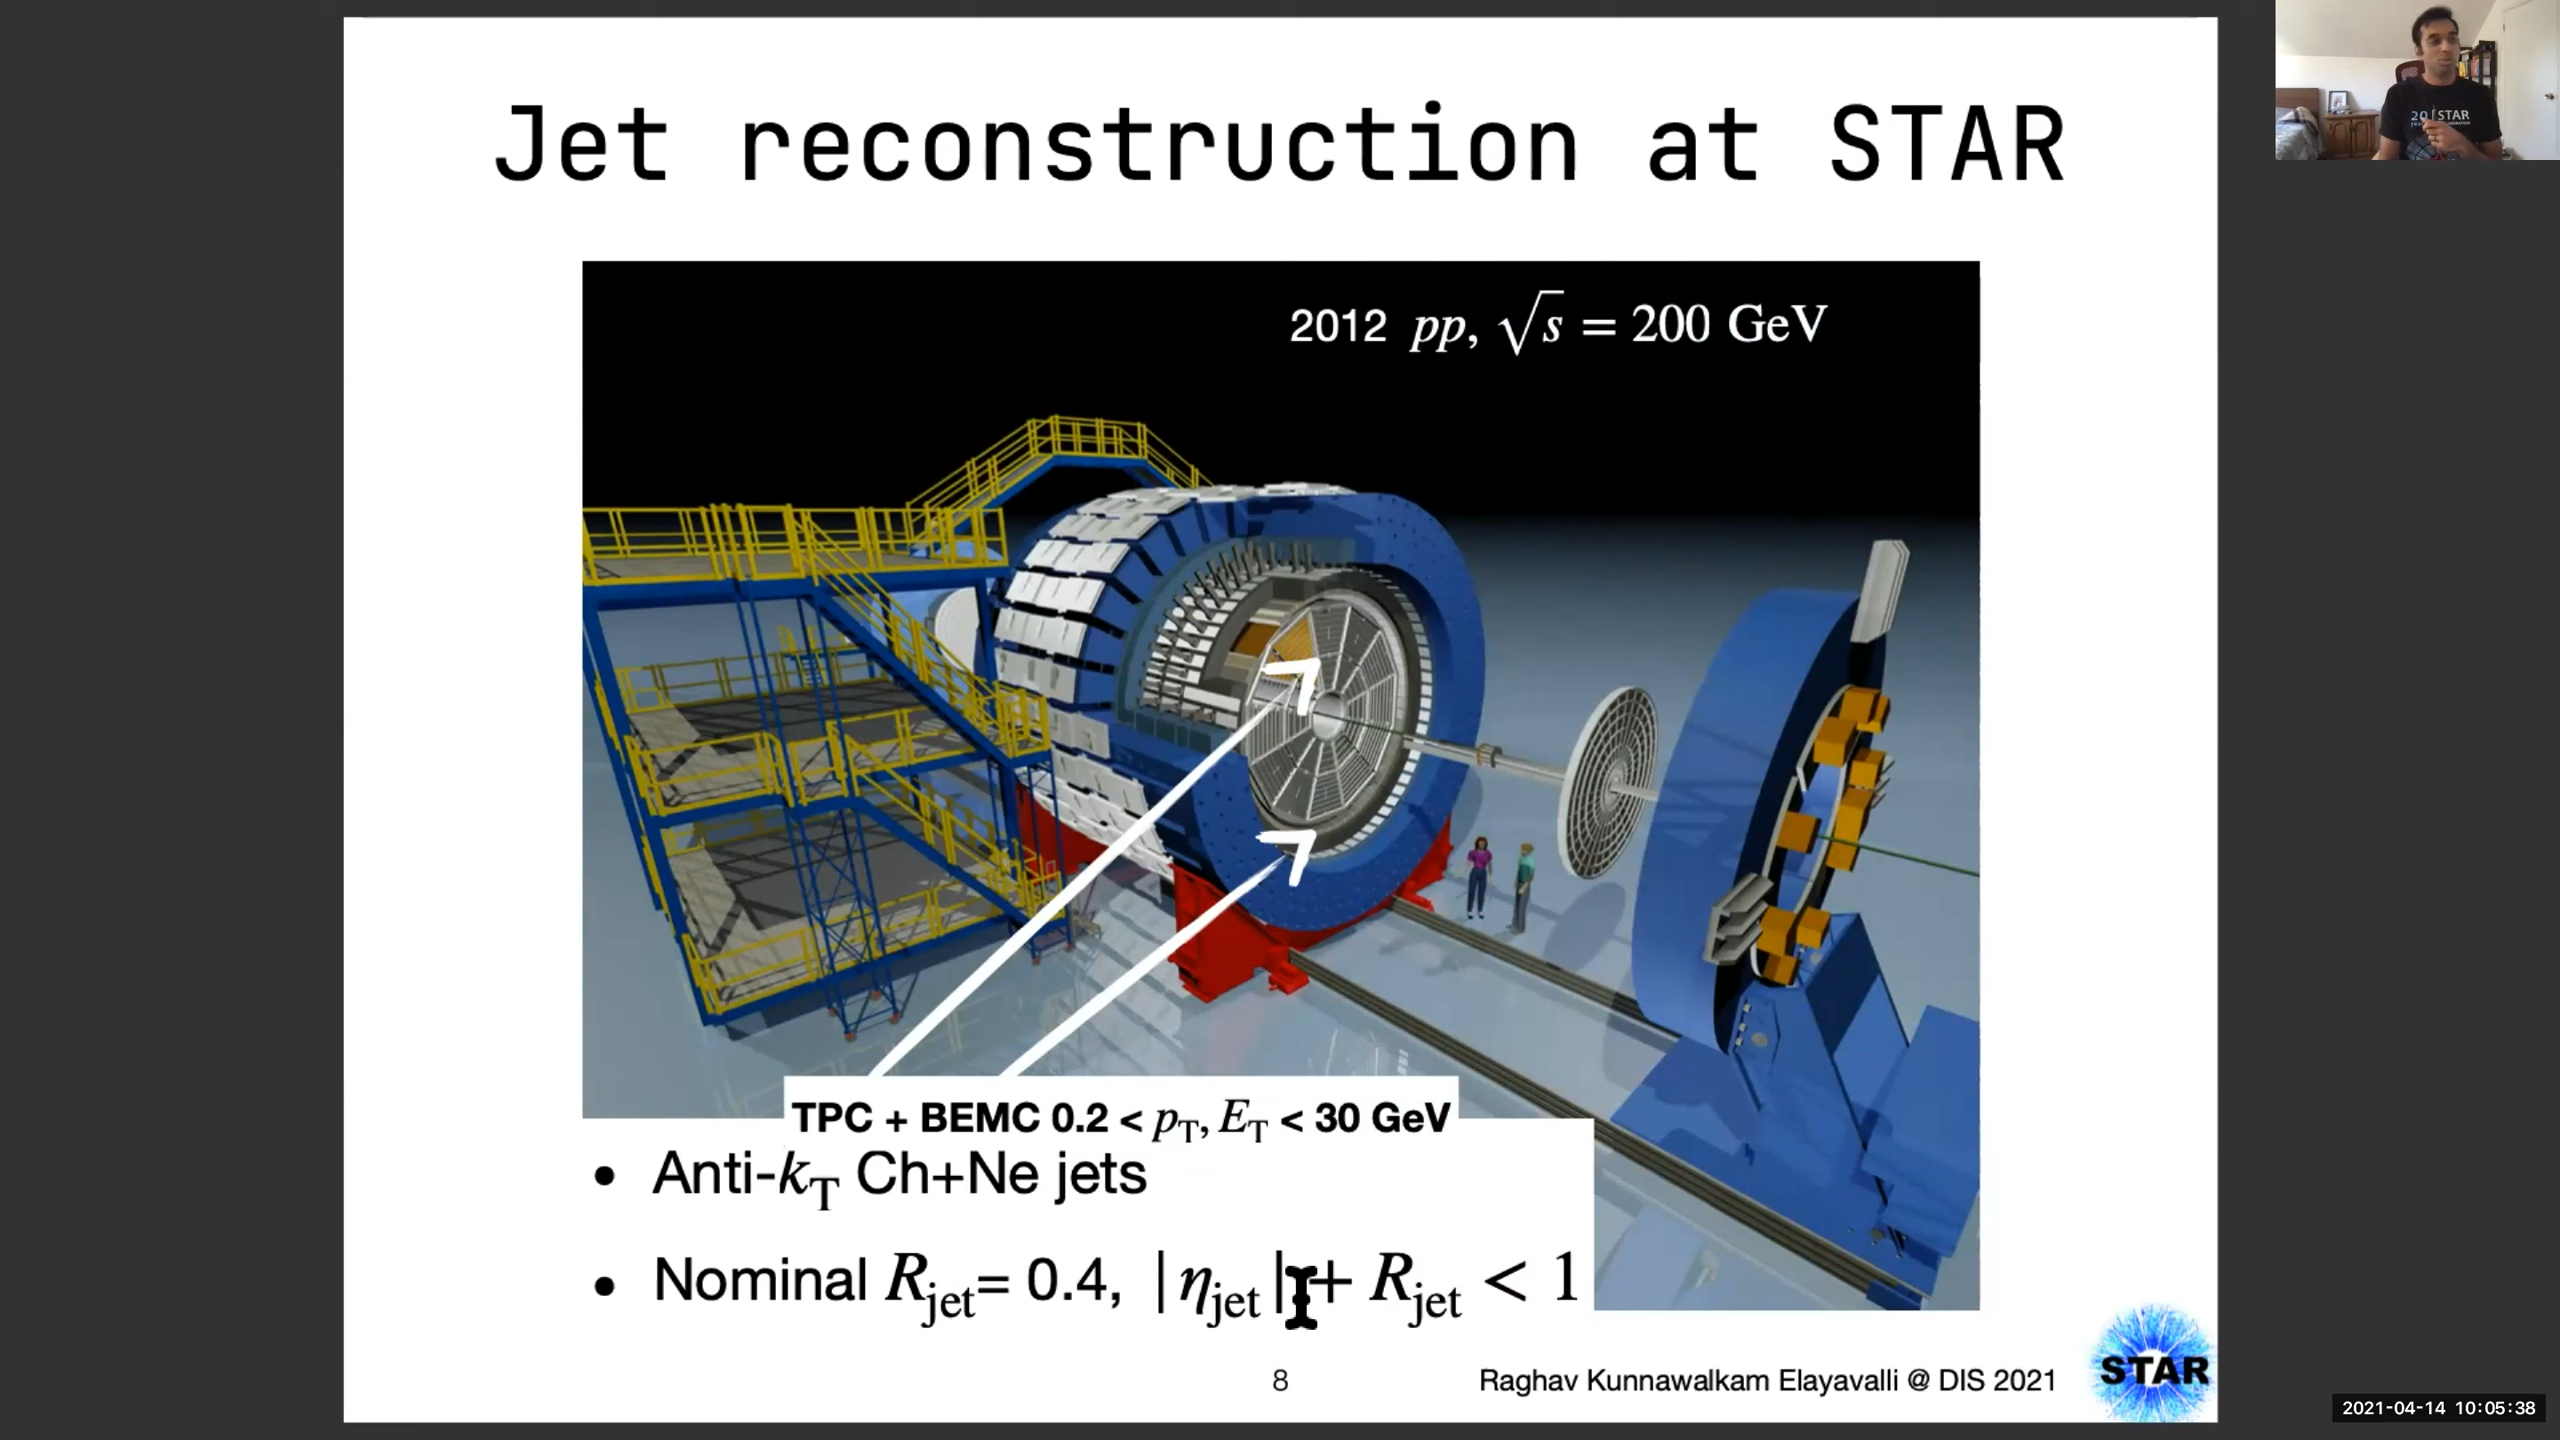 Jet reconstruction at STAR
2012 pp, √s = 200 GeV
TPC + BEMC 0.2 < pT, ET < 30 GeV
• Anti-kT Ch+Ne jets
• Nominal Rjet= 0.4, |ηjet| + Rjet < 1
8
Raghav Kunnawalkam Elayavalli @ DIS 2021
STAR
20 STAR
2021-04-14 10:05:38